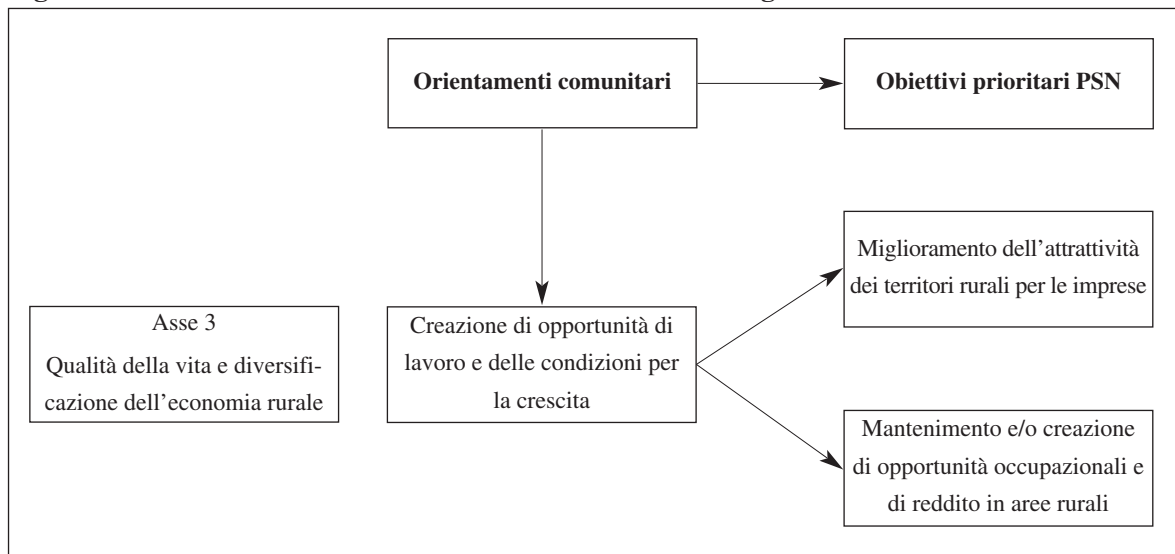 Orientamenti comunitari
Obiettivi prioritari PSN
Miglioramento dell'attrattività
dei territori rurali per le imprese
Asse 3
Qualità della vita e diversifi-
cazione dell'economia rurale
Creazione di opportunità di
lavoro e delle condizioni per
la crescita
Mantenimento e/o creazione
di opportunità occupazionali e
di reddito in aree rurali